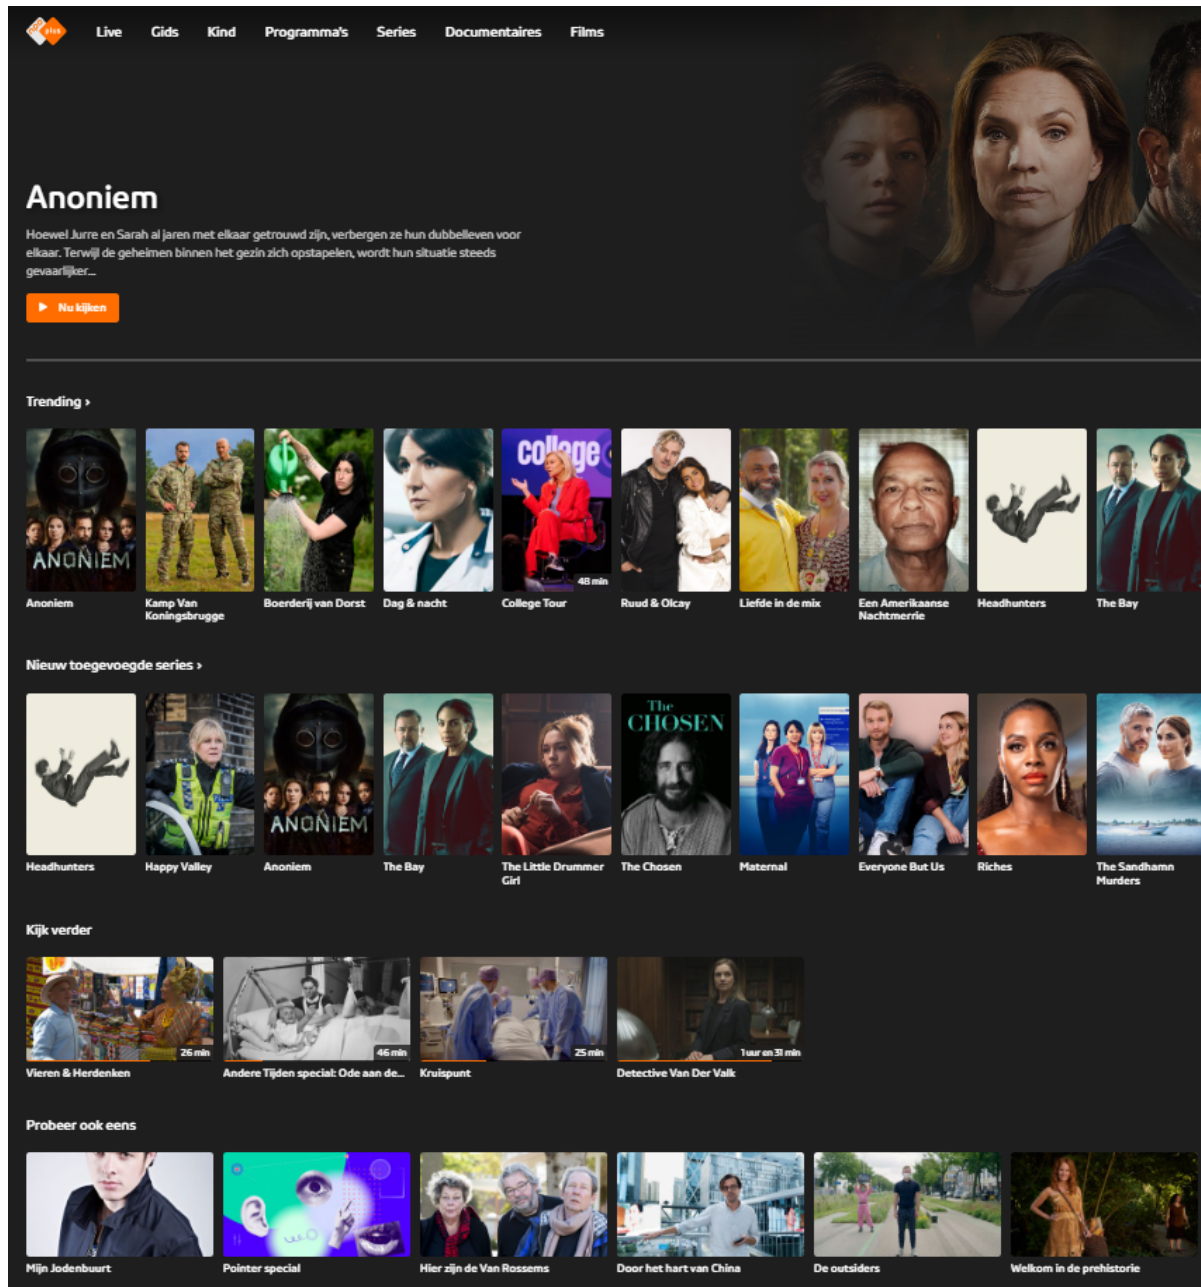 npo plus
Live
Gids
Kind
Programma's
Series
Documentaires
Films
Anoniem
Hoewel Jurre en Sarah al jaren met elkaar getrouwd zijn, verbergen ze hun dubbelleven voor
elkaar. Terwijl de geheimen binnen het gezin zich opstapelen, wordt hun situatie steeds
gevaarlijker...
Nu kijken
Trending ›
ANONIEM
college
48 min
Anoniem
Kamp Van
Koningsbrugge
Boerderij van Dorst
Dag & nacht
College Tour
Ruud & Olcay
Liefde in de mix
Een Amerikaanse
Nachtmerrie
Headhunters
The Bay
Nieuw toegevoegde series ›
ANONIEM
The
CHOSEN
Headhunters
Happy Valley
Anoniem
The Bay
The Little Drummer
Girl
The Chosen
Maternal
Everyone But Us
Riches
The Sandhamn
Murders
Kijk verder
26 min
46 min
25 min
1 uur en 31 min
Vieren & Herdenken
Andere Tijden special: Ode aan de...
Kruispunt
Detective Van Der Valk
Probeer ook eens
Mijn Jodenbuurt
Pointer special
Hier zijn de Van Rossems
Door het hart van China
De outsiders
Welkom in de prehistorie